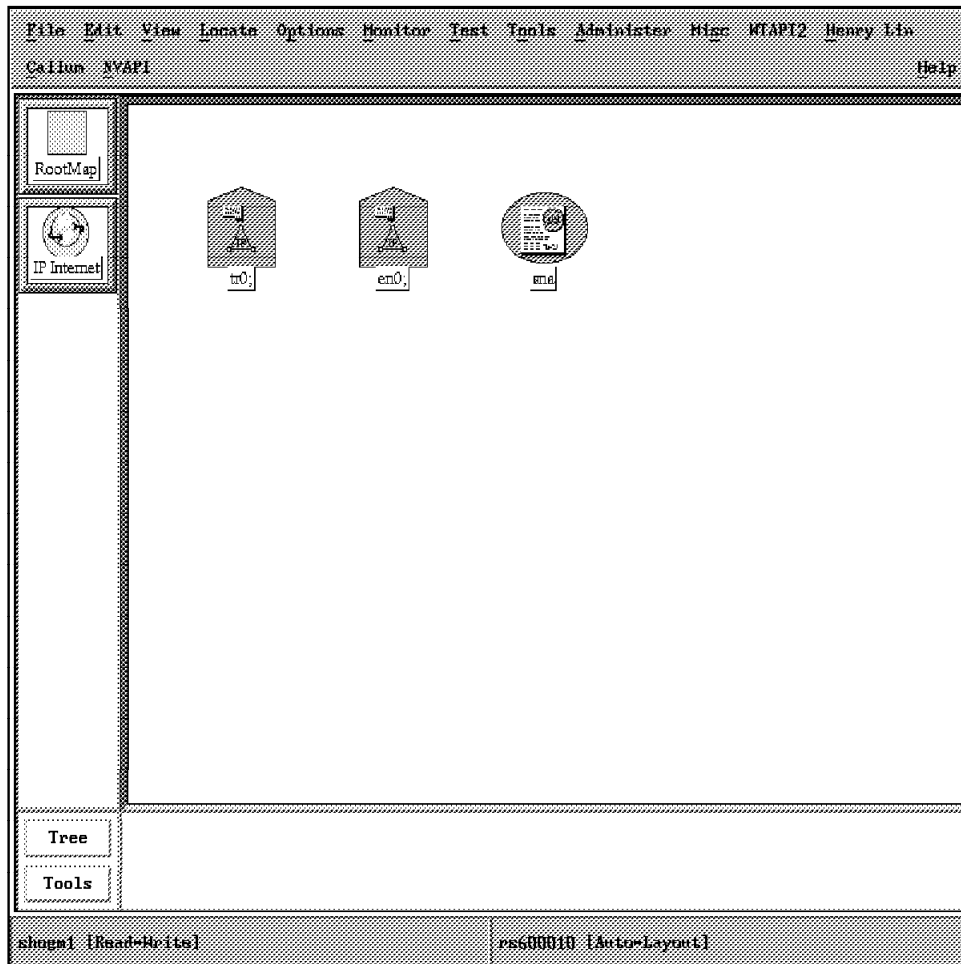 File Edit View Locate Options Monitor Test Tools Administer Misc WTAPI2 Henry Lin
Callum NVAPI Help
RootMap
IP Internet
tr0; en0; sna
Tree
Tools
shogm1 [Read-Write] rs600010 [Auto-Layout]